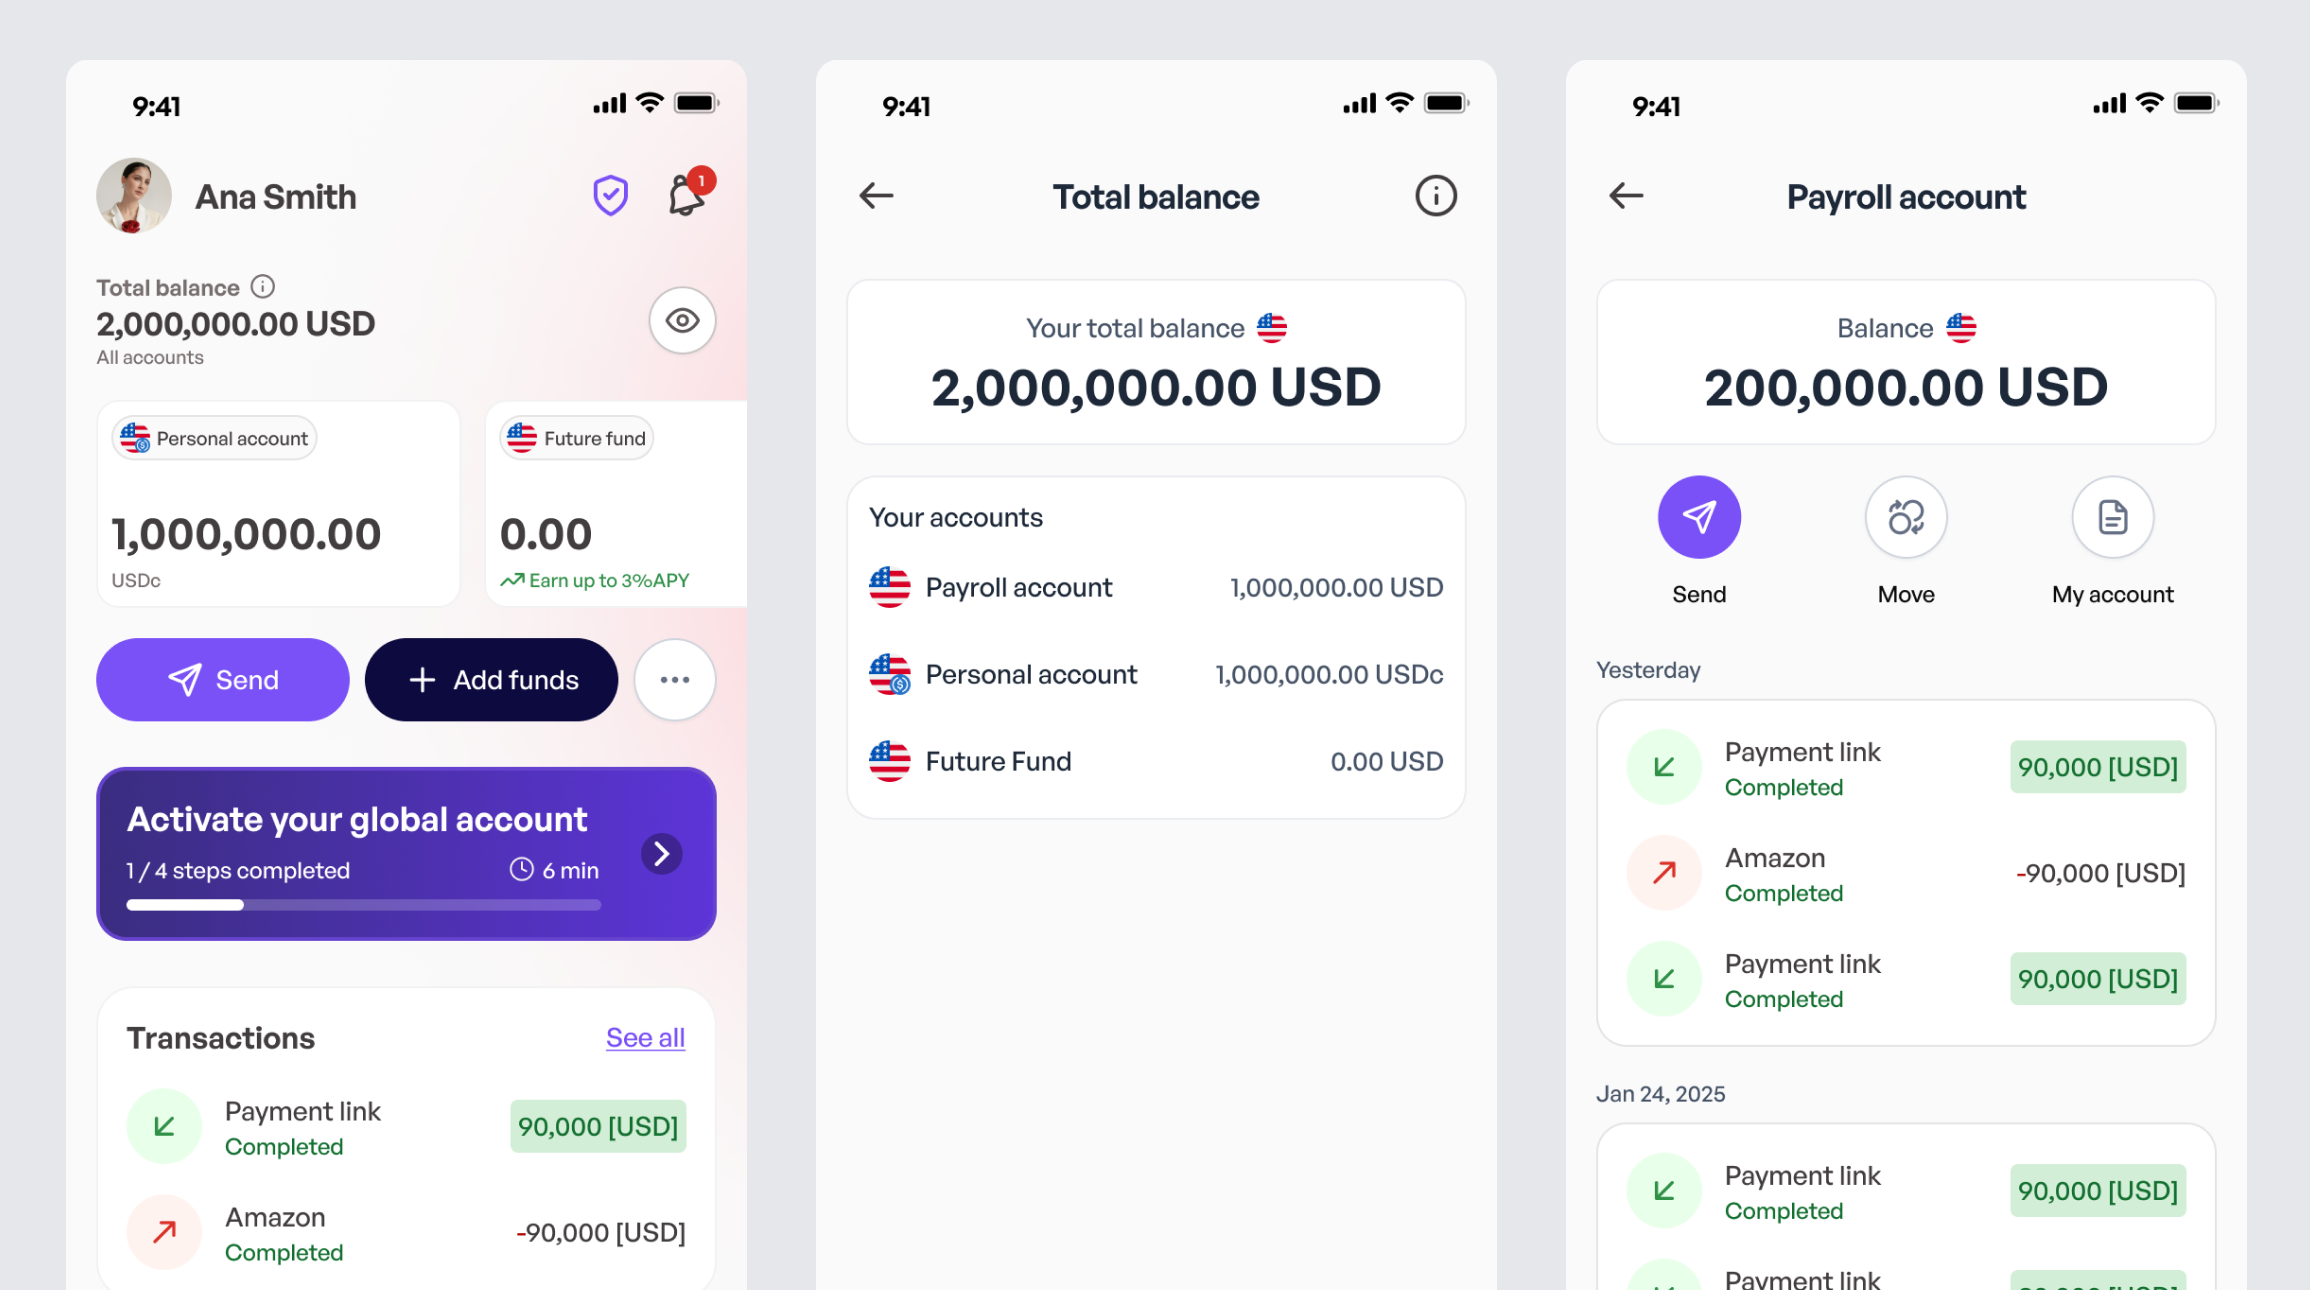 9:41
Ana Smith
1
Total balance
2,000,000.00 USD
All accounts
Personal account
1,000,000.00
USDc
Future fund
0.00
Earn up to 3%APY
Send
Add funds
Activate your global account
1 / 4 steps completed
6 min
Transactions
See all
Payment link
Completed
90,000 [USD]
Amazon
Completed
-90,000 [USD]
9:41
Total balance
Your total balance
2,000,000.00 USD
Your accounts
Payroll account
1,000,000.00 USD
Personal account
1,000,000.00 USDc
Future Fund
0.00 USD
9:41
Payroll account
Balance
200,000.00 USD
Send
Move
My account
Yesterday
Payment link
Completed
90,000 [USD]
Amazon
Completed
-90,000 [USD]
Payment link
Completed
90,000 [USD]
Jan 24, 2025
Payment link
Completed
90,000 [USD]
Payment link